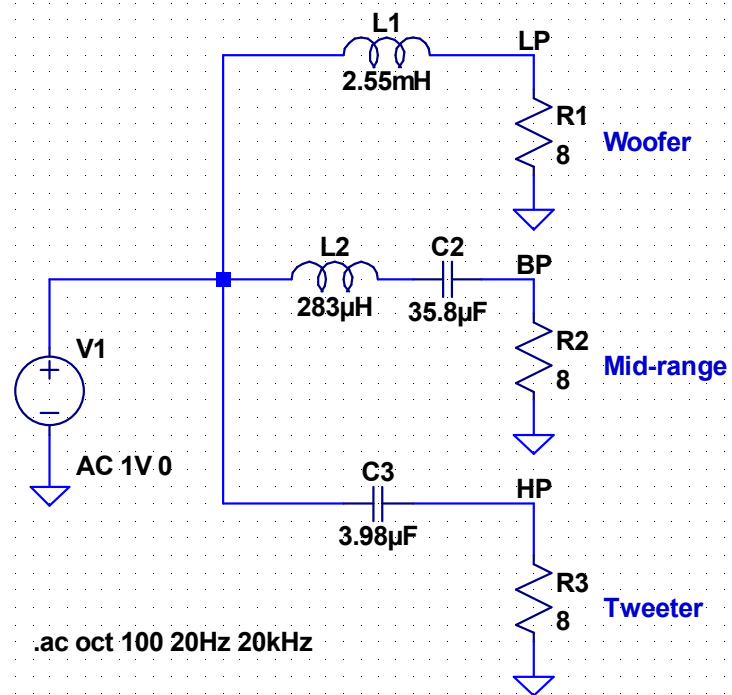 L1
LP
2.55mH
R1
8
Woofer
L2
C2
BP
283µH
35.8µF
R2
8
Mid-range
V1
AC 1V 0
C3
HP
3.98µF
R3
8
Tweeter
.ac oct 100 20Hz 20kHz